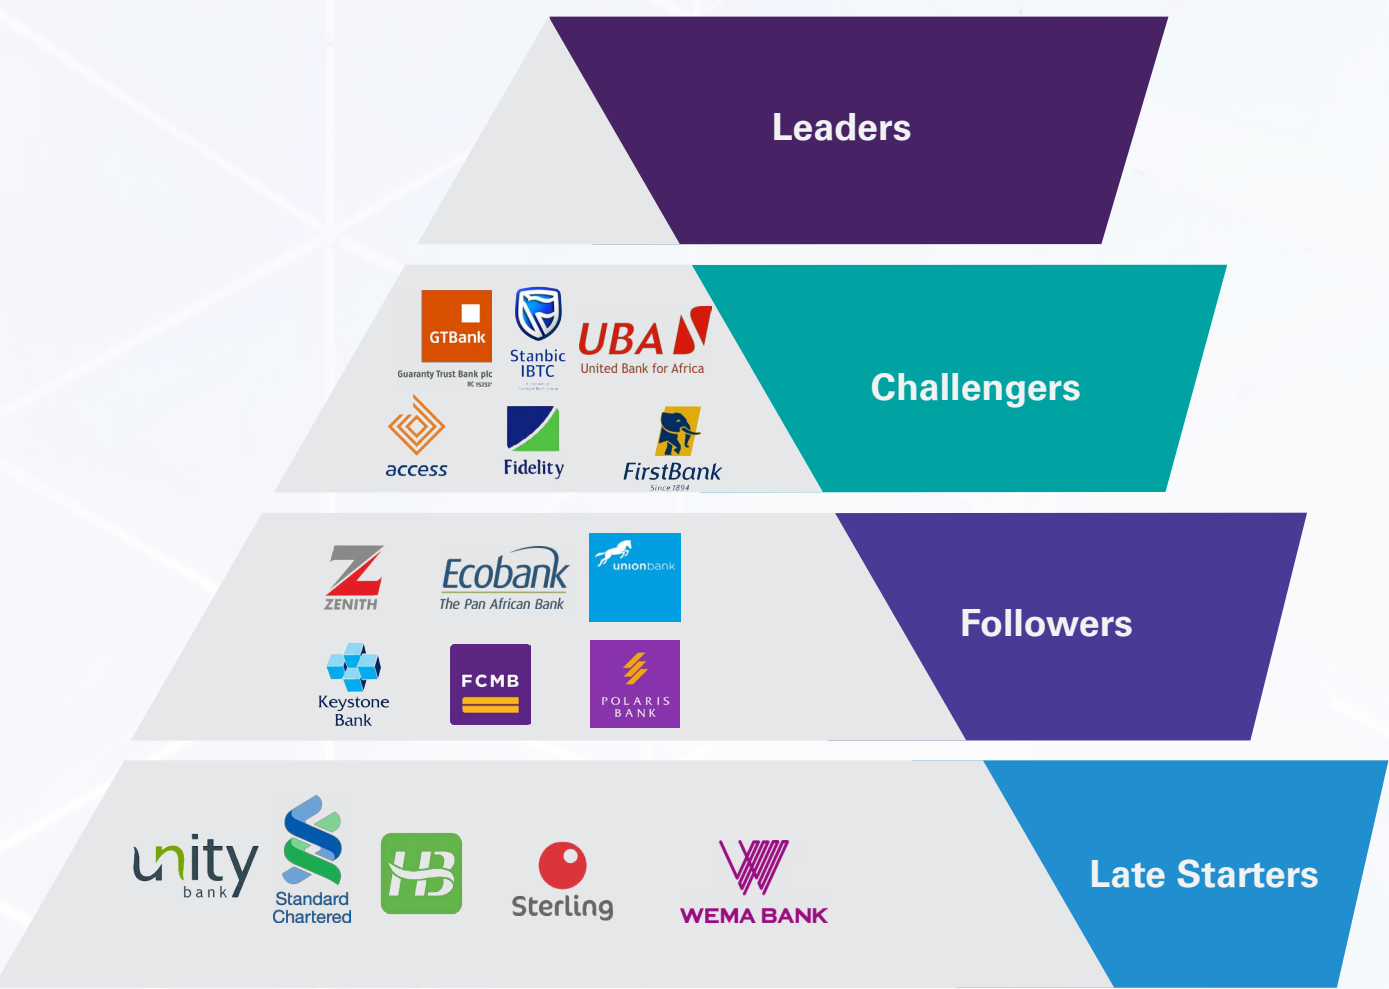 Leaders
GTBank
Guaranty Trust Bank plc
Stanbic
IBTC
UBA
United Bank for Africa
Challengers
access
Fidelity
FirstBank
Since 1894
ZENITH
Ecobank
The Pan African Bank
unionbank
Followers
Keystone
Bank
FCMB
POLARIS
BANK
unity
bank
Standard
Chartered
HB
Sterling
WEMA BANK
Late Starters